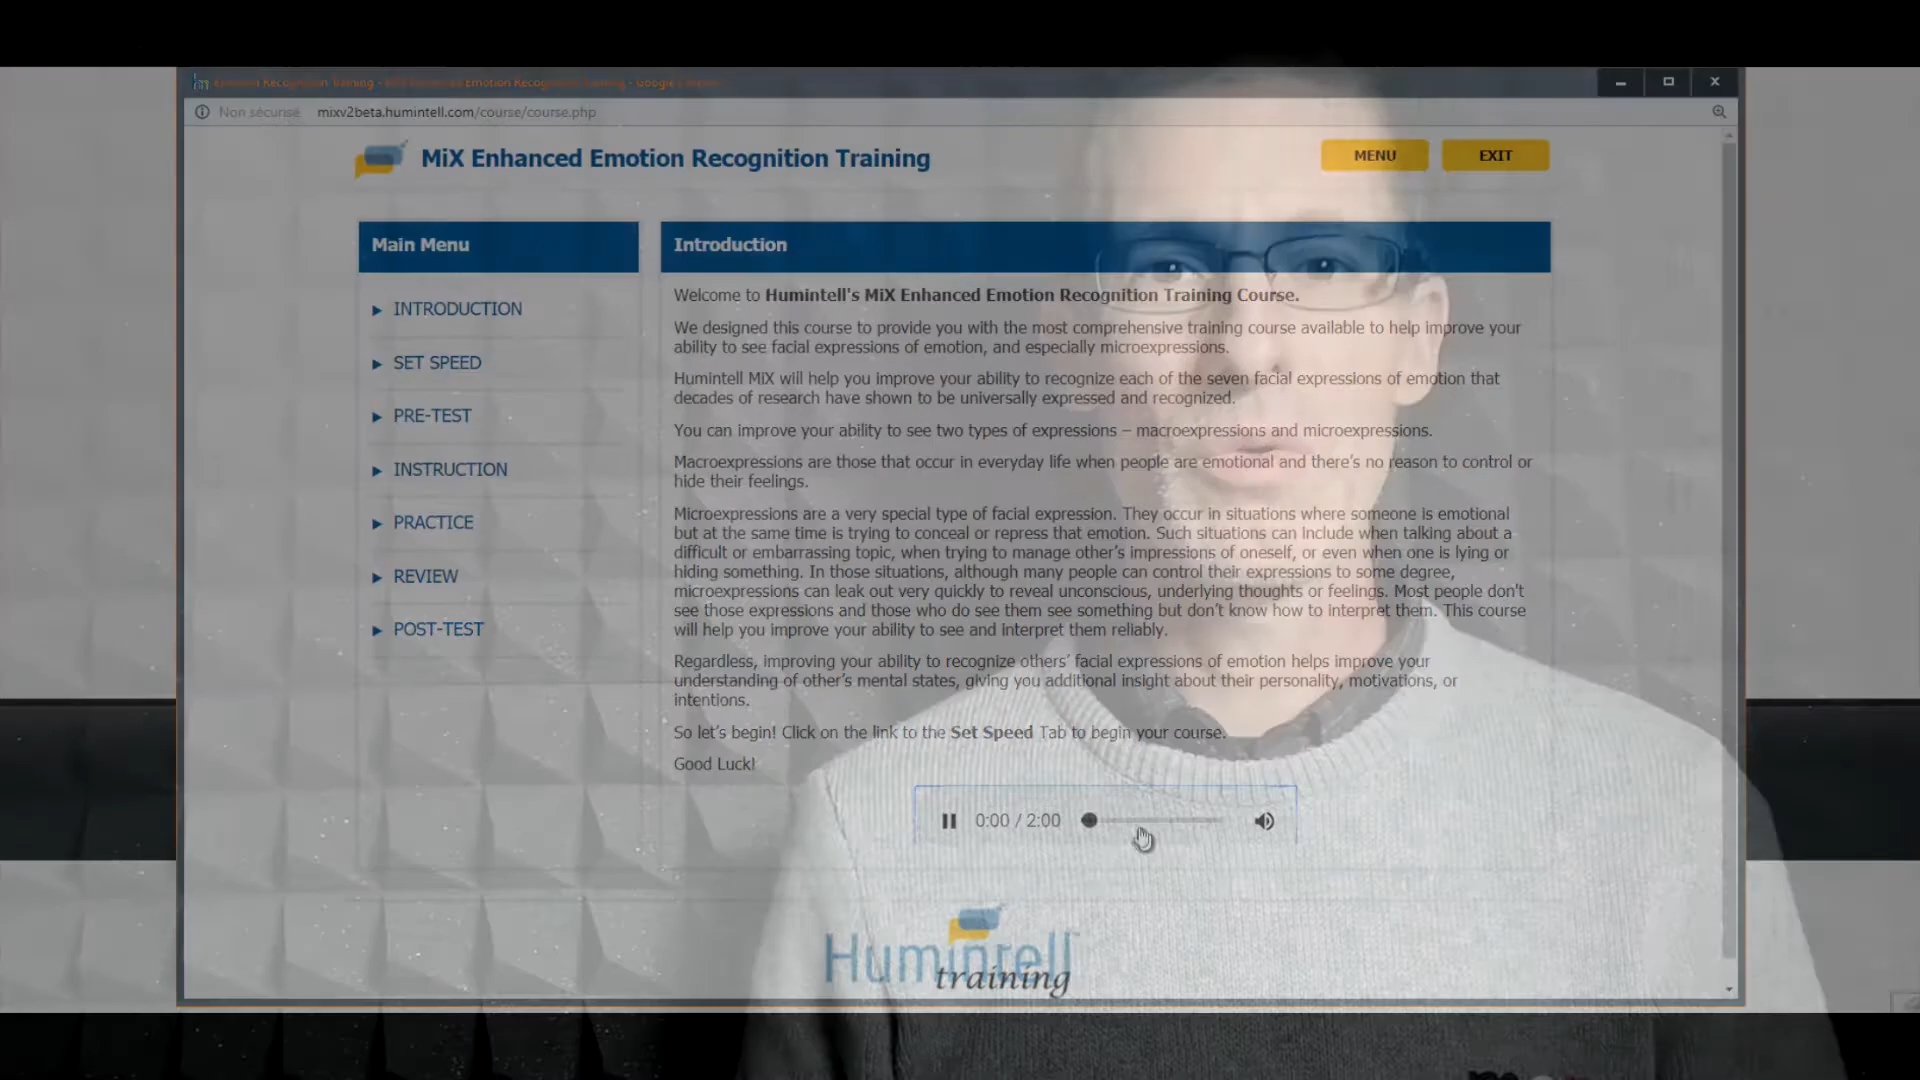 Emotion Recognition Training - MiX Enhanced Emotion Recognition Training - Google Chrome
Non sécurisé mixv2beta.humintell.com/course/course.php
MiX Enhanced Emotion Recognition Training
MENU
EXIT
Main Menu
INTRODUCTION
SET SPEED
PRE-TEST
INSTRUCTION
PRACTICE
REVIEW
POST-TEST
Introduction
Welcome to Humintell's MiX Enhanced Emotion Recognition Training Course.
We designed this course to provide you with the most comprehensive training course available to help improve your
ability to see facial expressions of emotion, and especially microexpressions.
Humintell MiX will help you improve your ability to recognize each of the seven facial expressions of emotion that
decades of research have shown to be universally expressed and recognized.
You can improve your ability to see two types of expressions – macroexpressions and microexpressions.
Macroexpressions are those that occur in everyday life when people are emotional and there's no reason to control or
hide their feelings.
Microexpressions are a very special type of facial expression. They occur in situations where someone is emotional
but at the same time is trying to conceal or repress that emotion. Such situations can include when talking about a
difficult or embarrassing topic, when trying to manage other's impressions of oneself, or even when one is lying or
hiding something. In those situations, although many people can control their expressions to some degree,
microexpressions can leak out very quickly to reveal unconscious, underlying thoughts or feelings. Most people don't
see those expressions and those who do see them see something but don't know how to interpret them. This course
will help you improve your ability to see and interpret them reliably.
Regardless, improving your ability to recognize others' facial expressions of emotion helps improve your
understanding of other's mental states, giving you additional insight about their personality, motivations, or
intentions.
So let's begin! Click on the link to the Set Speed Tab to begin your course.
Good Luck!
0:00 / 2:00
Humintell
training